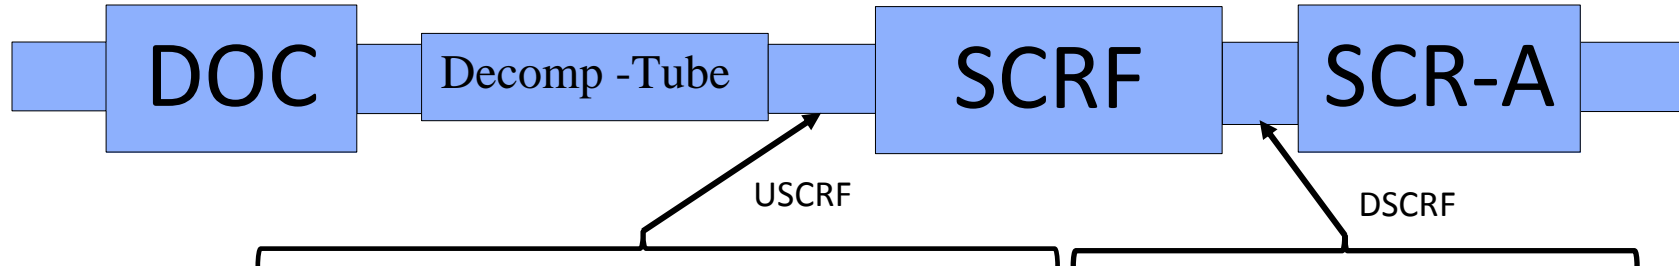 DOC
Decomp -Tube
SCRF
SCR-A
USCRF
DSCRF